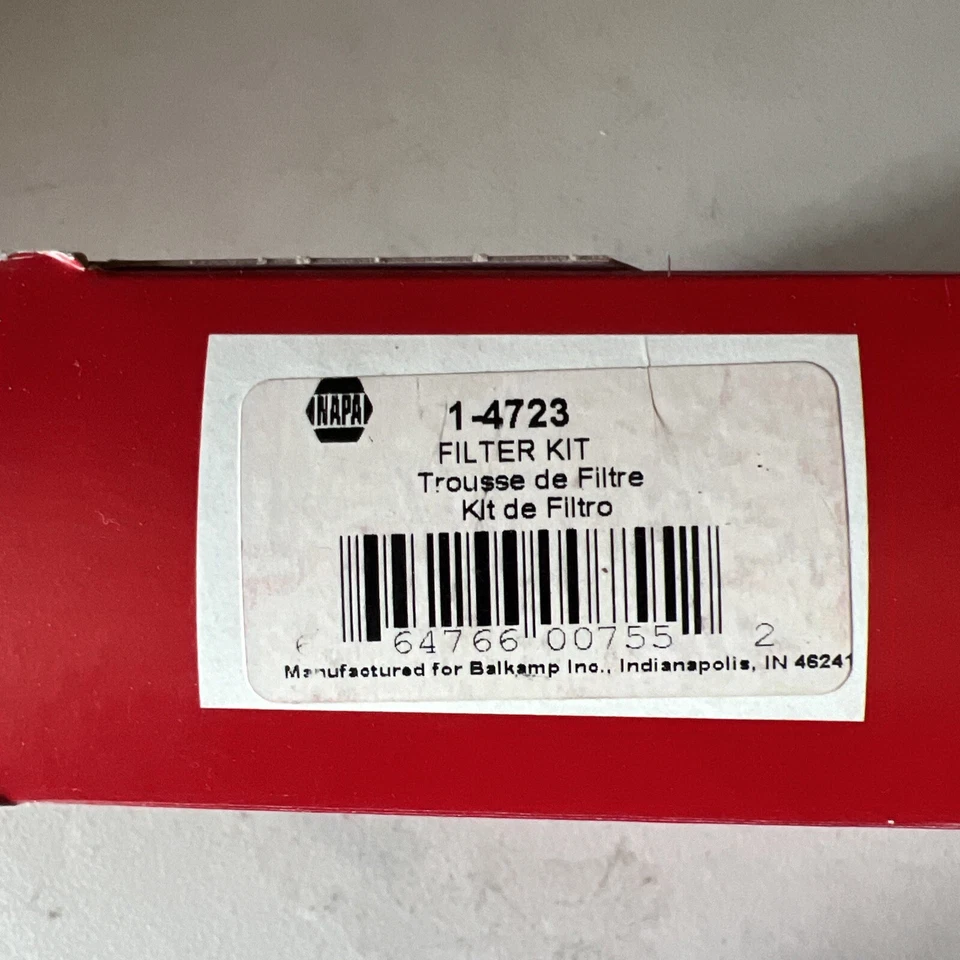 NAPA
1-4723
FILTER KIT
Trousse de Filtre
Kit de Filtro
6 64766 00755 2
Manufactured for Balkamp Inc., Indianapolis, IN 46241